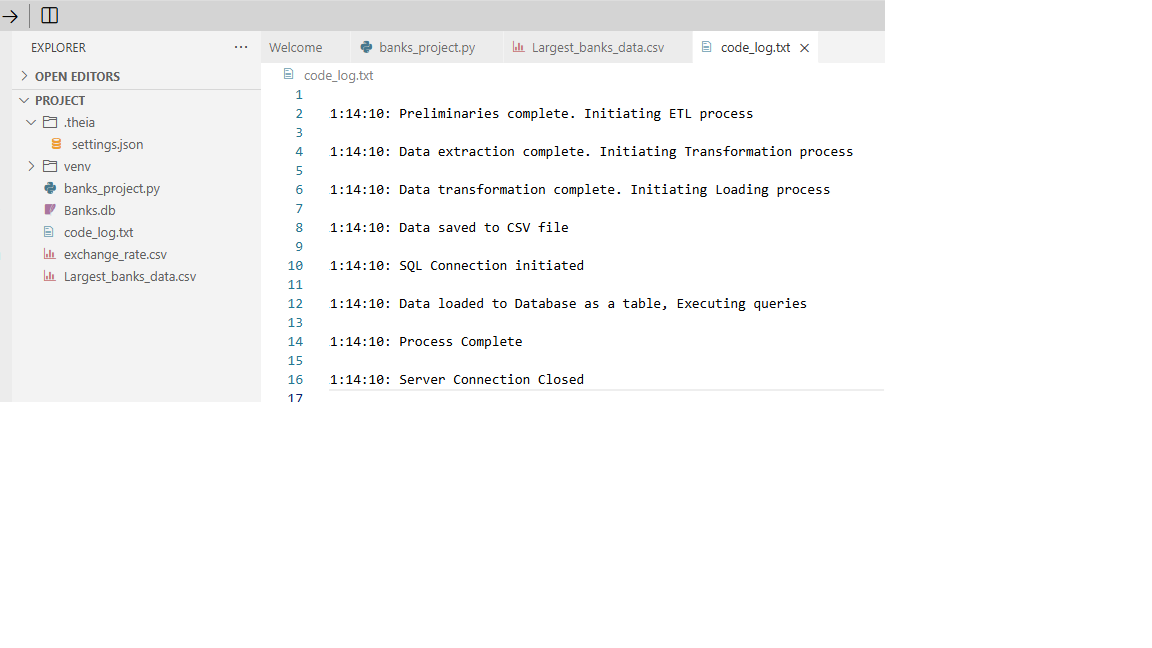 EXPLORER ...
OPEN EDITORS
PROJECT
.theia
settings.json
venv
banks_project.py
Banks.db
code_log.txt
exchange_rate.csv
Largest_banks_data.csv
Welcome banks_project.py Largest_banks_data.csv code_log.txt
code_log.txt
1
2 1:14:10: Preliminaries complete. Initiating ETL process
3
4 1:14:10: Data extraction complete. Initiating Transformation process
5
6 1:14:10: Data transformation complete. Initiating Loading process
7
8 1:14:10: Data saved to CSV file
9
10 1:14:10: SQL Connection initiated
11
12 1:14:10: Data loaded to Database as a table, Executing queries
13
14 1:14:10: Process Complete
15
16 1:14:10: Server Connection Closed
17